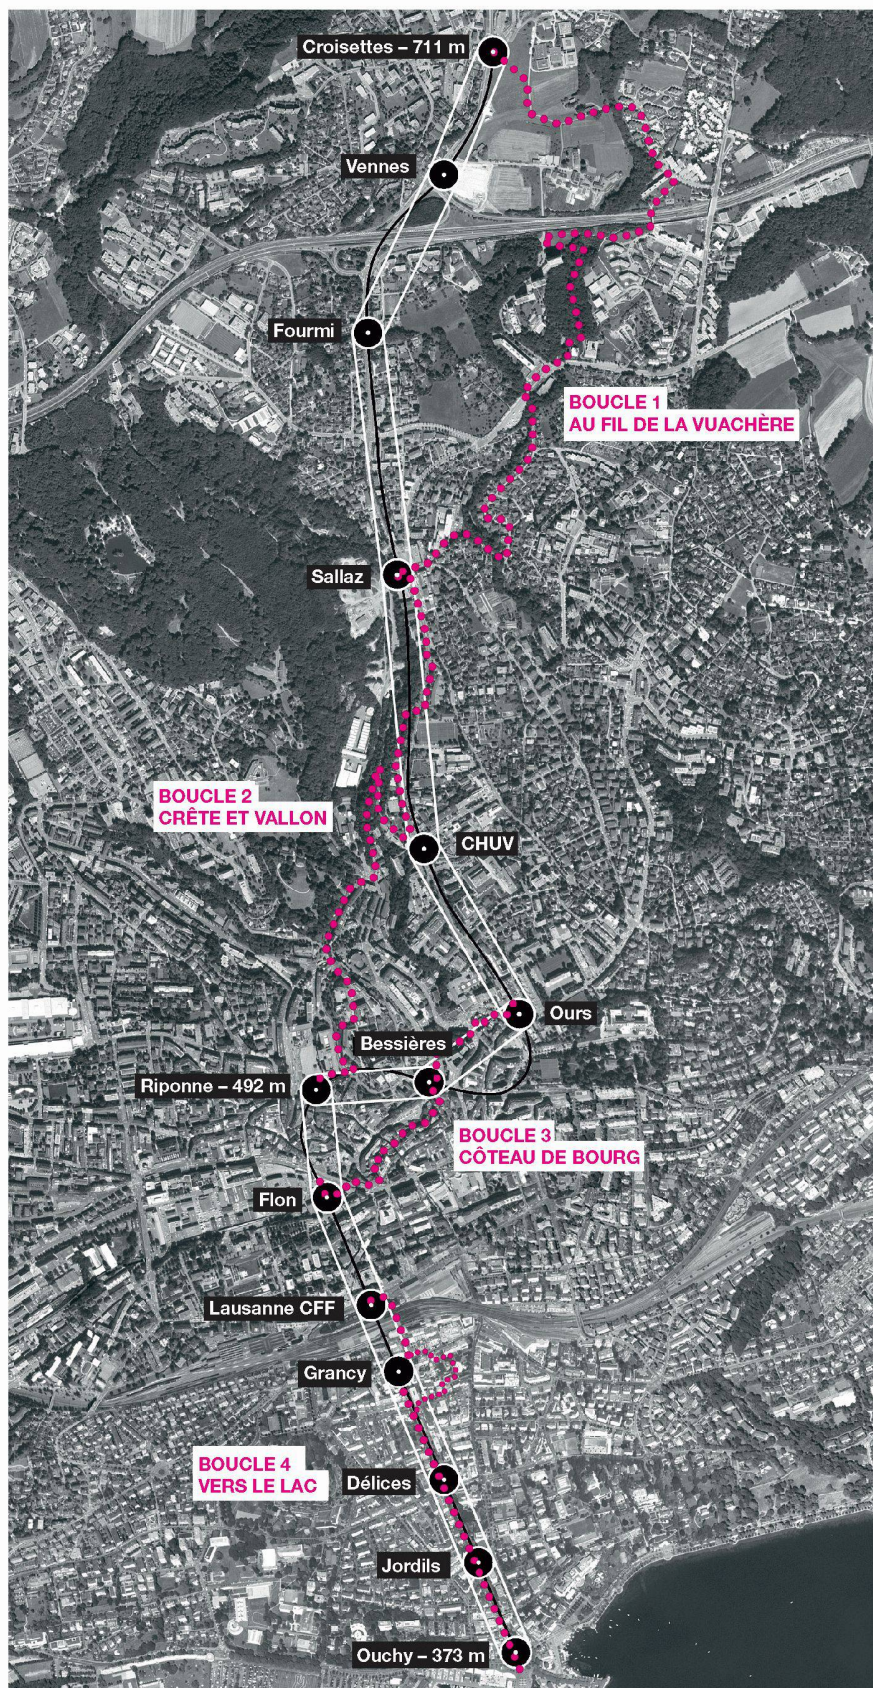 Croisettes – 711 m
Vennes
Fourmi
BOUCLE 1
AU FIL DE LA VUACHÈRE
Sallaz
BOUCLE 2
CRÊTE ET VALLON
CHUV
Ours
Bessières
Riponne – 492 m
BOUCLE 3
CÔTEAU DE BOURG
Flon
Lausanne CFF
Grancy
BOUCLE 4
VERS LE LAC
Délices
Jordils
Ouchy – 373 m